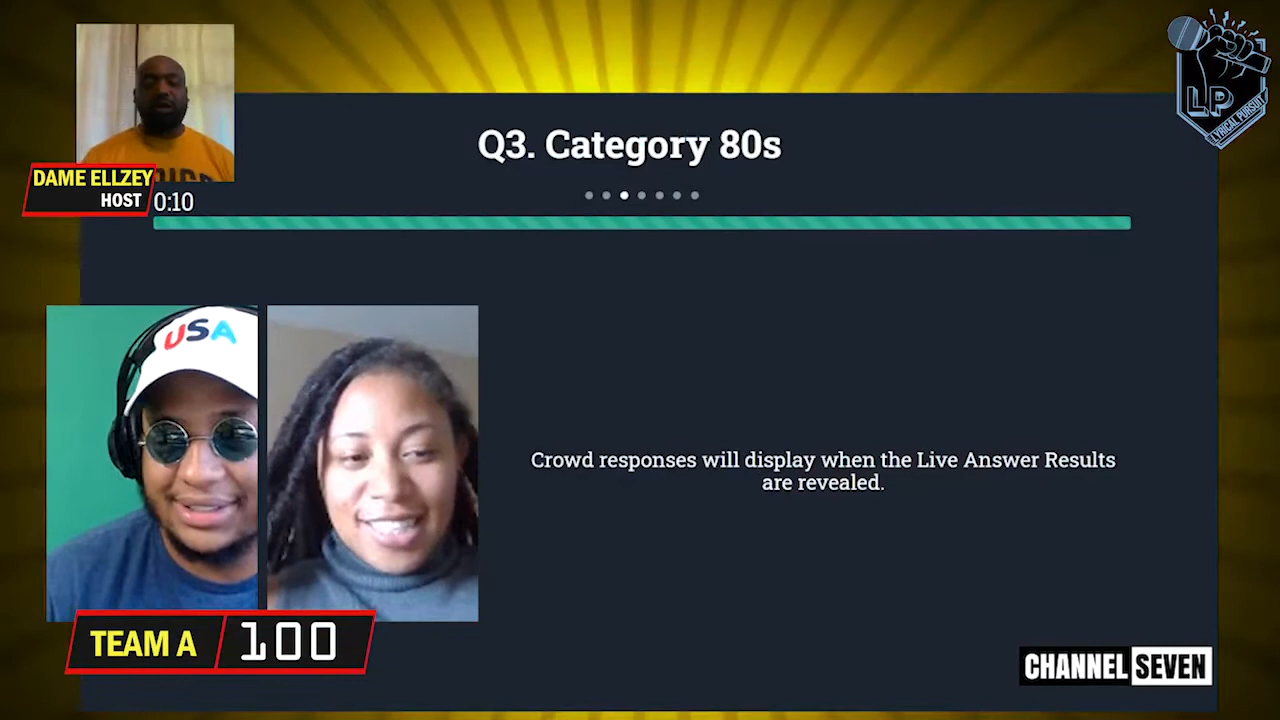 LP
LYRICAL PURSUIT
Q3. Category 80s
DAME ELLZEY
HOST
0:10
USA
Crowd responses will display when the Live Answer Results
are revealed.
TEAM A
100
CHANNEL SEVEN